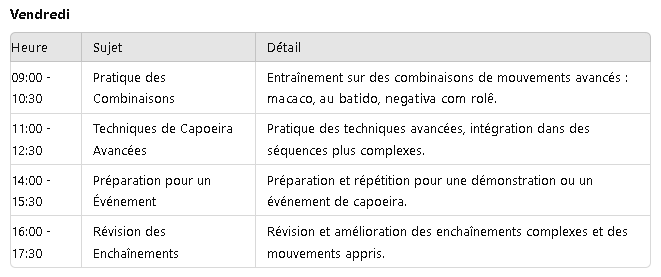 Vendredi
Heure Sujet Détail
09:00 - Pratique des Entraînement sur des combinaisons de mouvements avancés :
10:30 Combinaisons macaco, au batido, negativa com rolê.
11:00 - Techniques de Capoeira Pratique des techniques avancées, intégration dans des
12:30 Avancées séquences plus complexes.
14:00 - Préparation pour un Préparation et répétition pour une démonstration ou un
15:30 Événement événement de capoeira.
16:00 - Révision des Révision et amélioration des enchaînements complexes et des
17:30 Enchaînements mouvements appris.